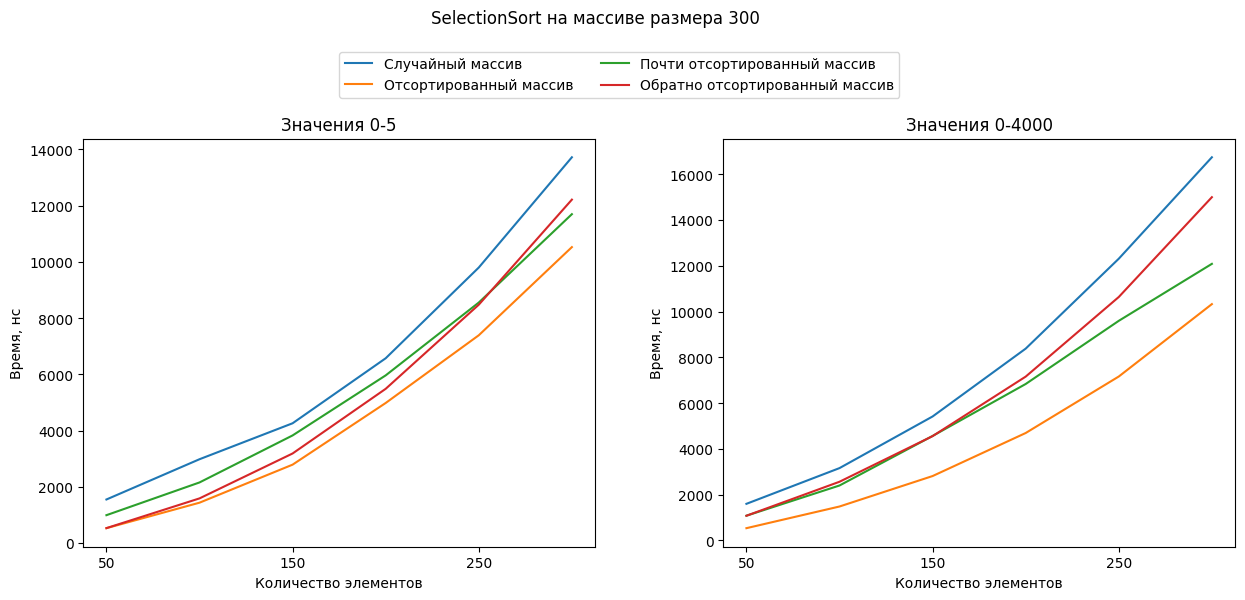 SelectionSort на массиве размера 300
Случайный массив
Отсортированный массив
Почти отсортированный массив
Обратно отсортированный массив
Значения 0-5
14000
12000
10000
8000
6000
4000
2000
0
Время, нс
50
150
250
Количество элементов
Значения 0-4000
16000
14000
12000
10000
8000
6000
4000
2000
0
Время, нс
50
150
250
Количество элементов